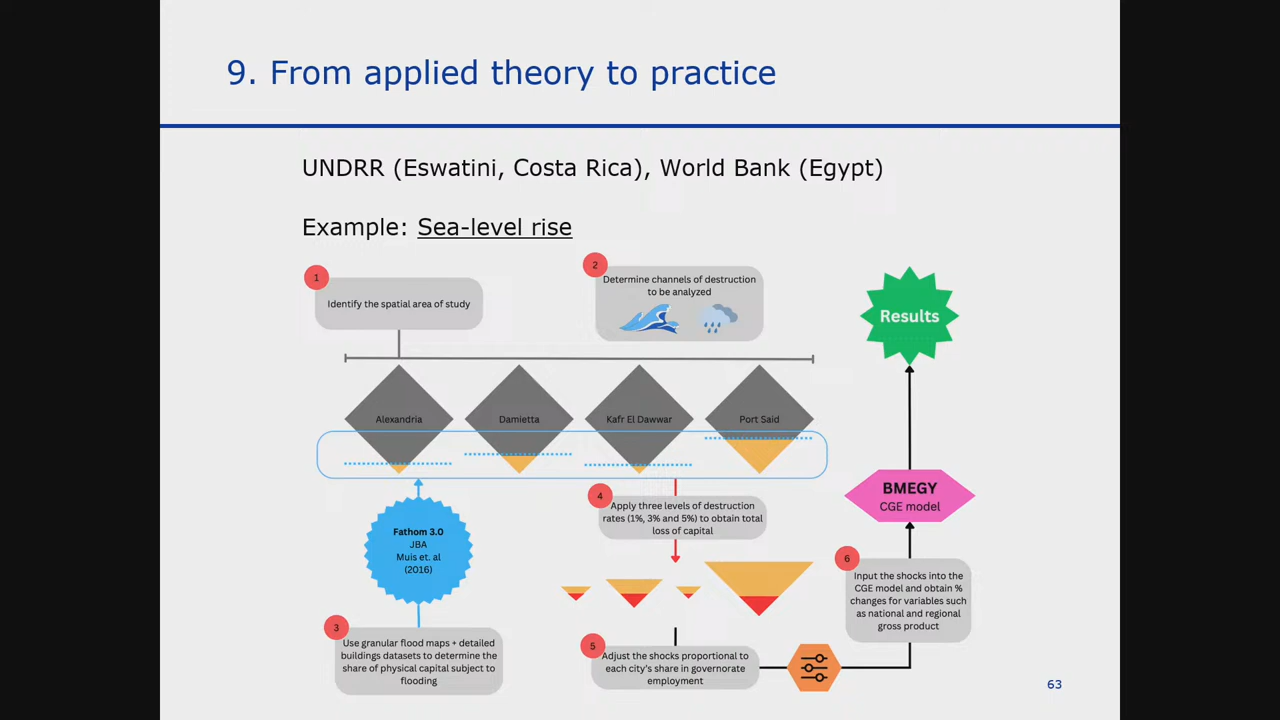 9. From applied theory to practice
UNDRR (Eswatini, Costa Rica), World Bank (Egypt)
Example: Sea-level rise
1
Identify the spatial area of study
2
Determine channels of destruction
to be analyzed
Results
Alexandria
Damietta
Kafr El Dawwar
Port Said
Fathom 3.0
JBA
Muis et. al
(2016)
4
Apply three levels of destruction
rates (1%, 3% and 5%) to obtain total
loss of capital
BMEGY
CGE model
3
Use granular flood maps + detailed
buildings datasets to determine the
share of physical capital subject to
flooding
5
Adjust the shocks proportional to
each city's share in governorate
employment
6
Input the shocks into the
CGE model and obtain %
changes for variables such
as national and regional
gross product
63